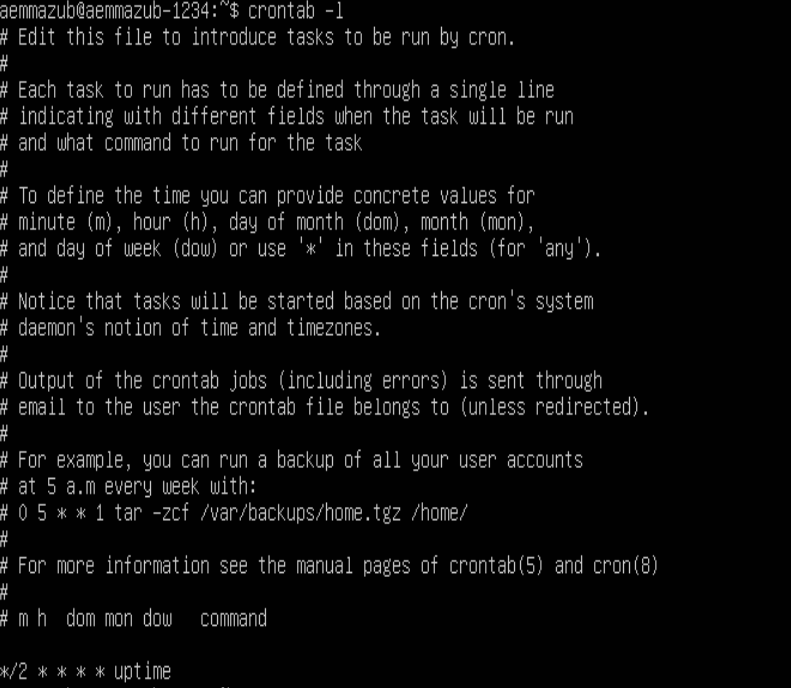 aemmazub@aemmazub-1234:~$ crontab -l
# Edit this file to introduce tasks to be run by cron.
#
# Each task to run has to be defined through a single line
# indicating with different fields when the task will be run
# and what command to run for the task
#
# To define the time you can provide concrete values for
# minute (m), hour (h), day of month (dom), month (mon),
# and day of week (dow) or use '*' in these fields (for 'any').
#
# Notice that tasks will be started based on the cron's system
# daemon's notion of time and timezones.
#
# Output of the crontab jobs (including errors) is sent through
# email to the user the crontab file belongs to (unless redirected).
#
# For example, you can run a backup of all your user accounts
# at 5 a.m every week with:
# 0 5 * * 1 tar -zcf /var/backups/home.tgz /home/
#
# For more information see the manual pages of crontab(5) and cron(8)
#
# m h  dom mon dow   command

*/2 * * * * uptime